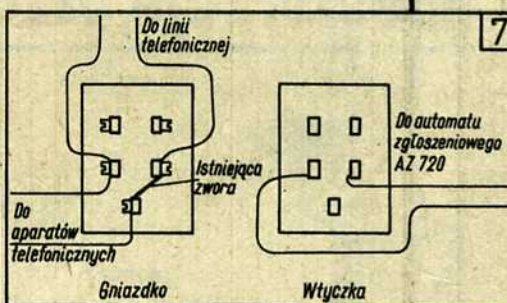 Do linii
telefonicznej
7
Istniejąca
zwora
Do automatu
zgłoszeniowego
AZ 720
Do
aparatów
telefonicznych
Gniazdko
Wtyczka